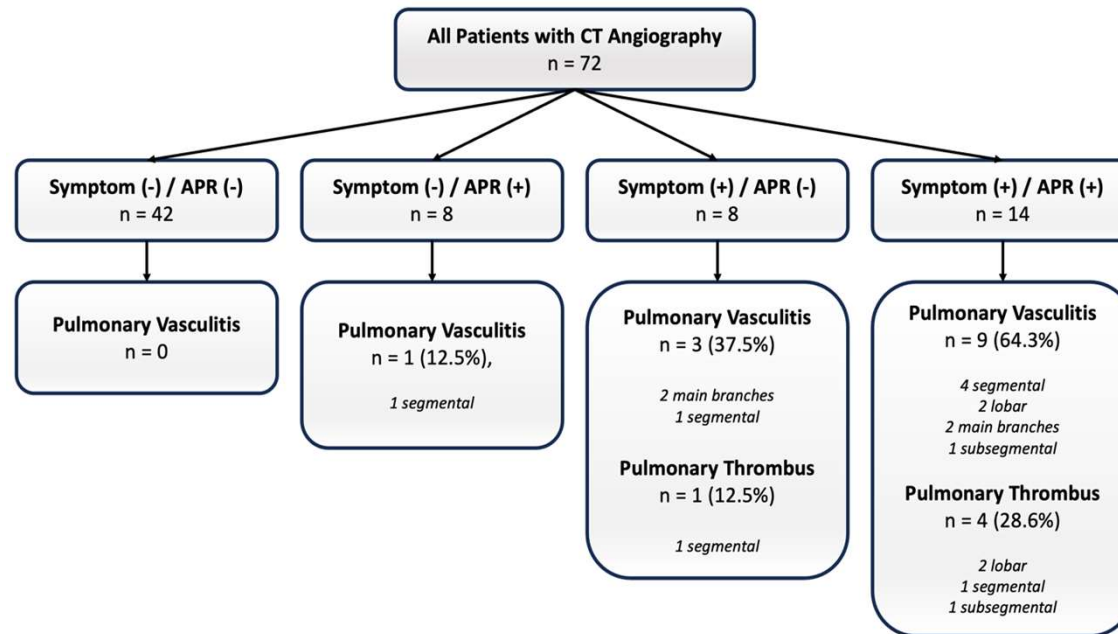 All Patients with CT Angiography
n = 72
Symptom (-) / APR (-)
n = 42
Symptom (-) / APR (+)
n = 8
Symptom (+) / APR (-)
n = 8
Symptom (+) / APR (+)
n = 14
Pulmonary Vasculitis
n = 0
Pulmonary Vasculitis
n = 1 (12.5%),
1 segmental
Pulmonary Vasculitis
n = 3 (37.5%)
2 main branches
1 segmental
Pulmonary Thrombus
n = 1 (12.5%)
1 segmental
Pulmonary Vasculitis
n = 9 (64.3%)
4 segmental
2 lobar
2 main branches
1 subsegmental
Pulmonary Thrombus
n = 4 (28.6%)
2 lobar
1 segmental
1 subsegmental